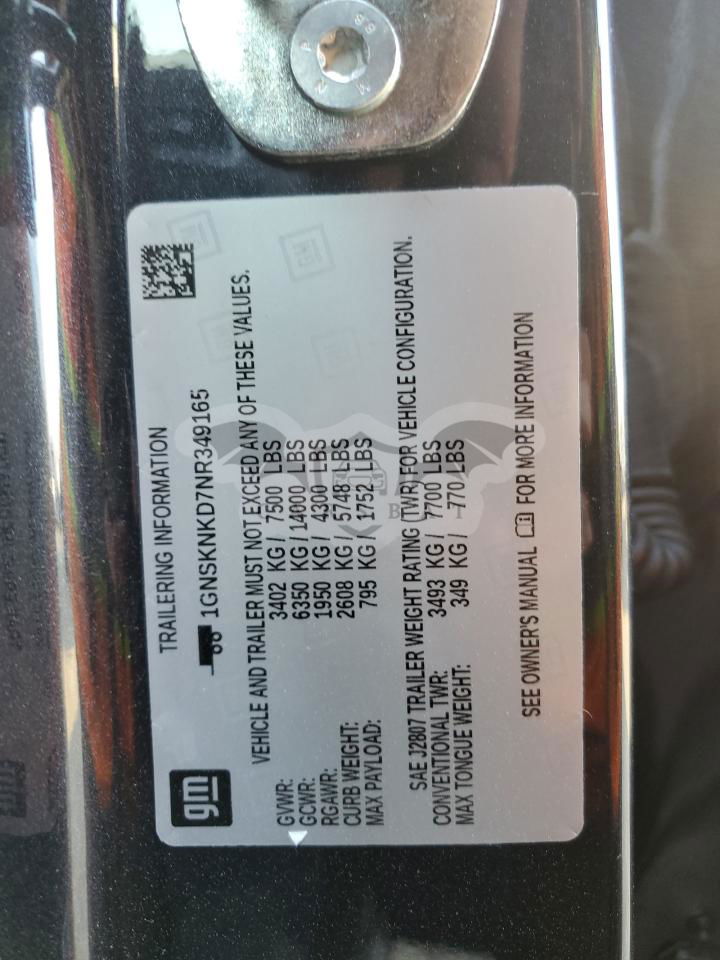 TRAILERING INFORMATION
1GNSKNKD7NR349165
VEHICLE AND TRAILER MUST NOT EXCEED ANY OF THESE VALUES.
GVWR: 3402 KG / 7500 LBS
GCWR: 6350 KG / 14000 LBS
RGAWR: 1950 KG / 4300 LBS
CURB WEIGHT: 2608 KG / 5748 LBS
MAX PAYLOAD: 795 KG / 1752 LBS
SAE J2807 TRAILER WEIGHT RATING (TWR) FOR VEHICLE CONFIGURATION.
CONVENTIONAL TWR: 3493 KG / 7700 LBS
MAX TONGUE WEIGHT: 349 KG / 770 LBS
SEE OWNER'S MANUAL FOR MORE INFORMATION
gm